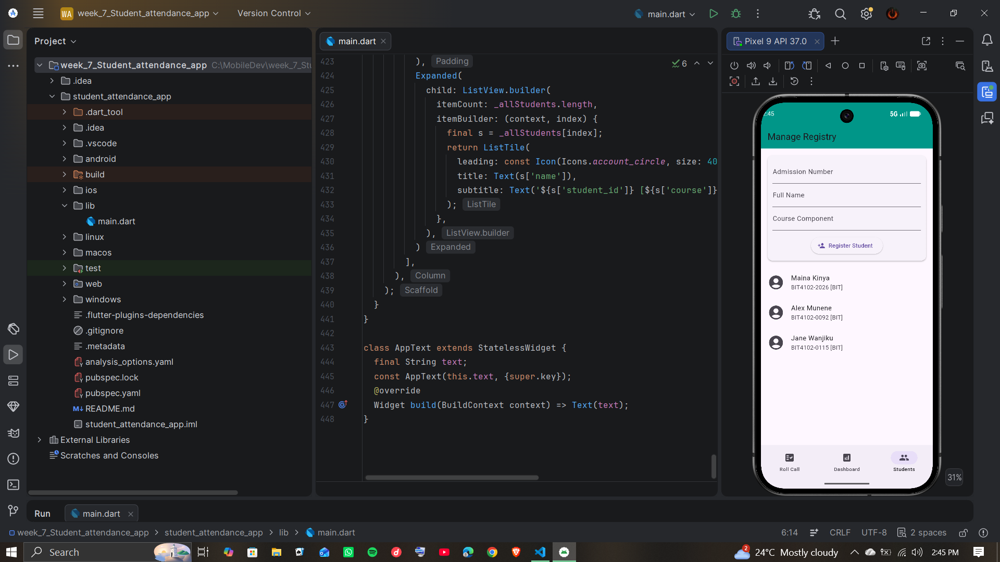 WA week_7_Student_attendance_app Version Control main.dart
Project
week_7_Student_attendance_app C:\MobileDev\week_7_Stu
.idea
student_attendance_app
.dart_tool
.idea
.vscode
android
build
ios
lib
main.dart
linux
macos
test
web
windows
.flutter-plugins-dependencies
.gitignore
.metadata
analysis_options.yaml
pubspec.lock
pubspec.yaml
M↓ README.md
student_attendance_app.iml
External Libraries
Scratches and Consoles
main.dart
6
423 ), Padding
424 Expanded(
425 child: ListView.builder(
426 itemCount: _allStudents.length,
427 itemBuilder: (context, index) {
428 final s = _allStudents[index];
429 return ListTile(
430 leading: const Icon(Icons.account_circle, size: 40
431 title: Text(s['name']),
432 subtitle: Text('${s['student_id']} [${s['course']}
433 ); ListTile
434 },
435 ), ListView.builder
436 ) Expanded
437 ],
438 ), Column
439 ); Scaffold
440 }
441 }
442
443 class AppText extends StatelessWidget {
444 final String text;
445 const AppText(this.text, {super.key});
446 @override
447 Widget build(BuildContext context) => Text(text);
448 }
Pixel 9 API 37.0
:45 5G
Manage Registry
Admission Number
Full Name
Course Component
Register Student
Maina Kinya
BIT4102-2026 [BIT]
Alex Munene
BIT4102-0092 [BIT]
Jane Wanjiku
BIT4102-0115 [BIT]
Roll Call Dashboard Students
31%
Run main.dart
week_7_Student_attendance_app > student_attendance_app > lib > main.dart
6:14 CRLF UTF-8 2 spaces
Search
2 24°C Mostly cloudy 2:45 PM